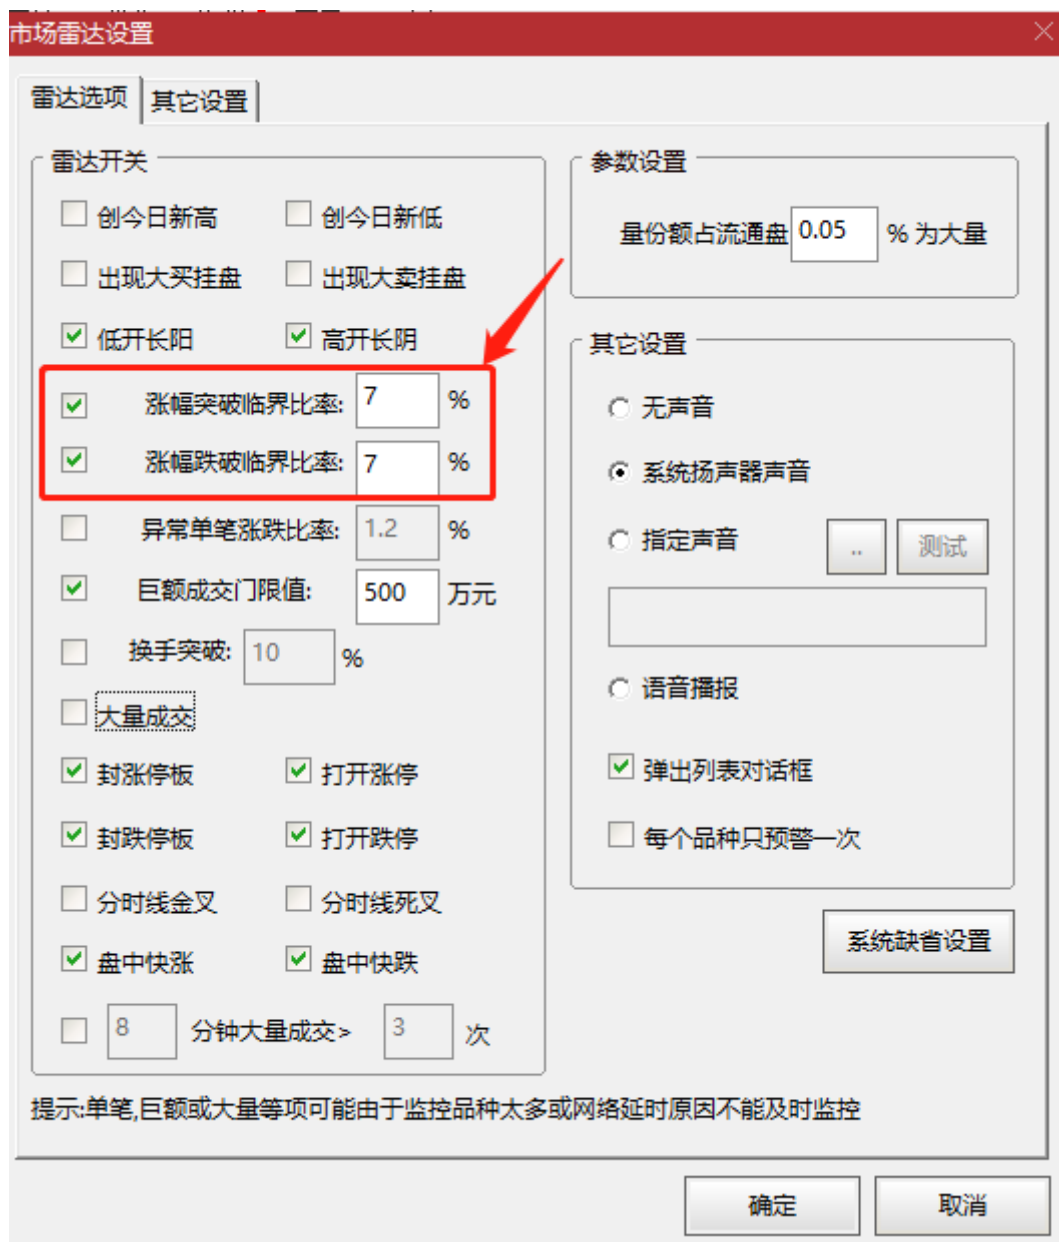 市场雷达设置
雷达选项 其它设置
雷达开关
创今日新高 创今日新低
出现大买挂盘 出现大卖挂盘
低开长阳 高开长阴
涨幅突破临界比率: 7 %
涨幅跌破临界比率: 7 %
异常单笔涨跌比率: 1.2 %
巨额成交门限值: 500 万元
换手突破: 10 %
大量成交
封涨停板 打开涨停
封跌停板 打开跌停
分时线金叉 分时线死叉
盘中快涨 盘中快跌
8 分钟大量成交> 3 次
参数设置
量份额占流通盘 0.05 % 为大量
其它设置
无声音
系统扬声器声音
指定声音 .. 测试
语音播报
弹出列表对话框
每个品种只预警一次
系统缺省设置
提示:单笔,巨额或大量等项可能由于监控品种太多或网络延时原因不能及时监控
确定 取消